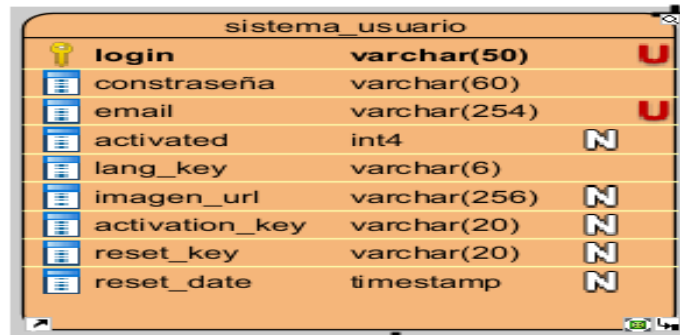 sistema_usuario
login varchar(50) U
constraseña varchar(60)
email varchar(254) U
activated int4 N
lang_key varchar(6)
imagen_url varchar(256) N
activation_key varchar(20) N
reset_key varchar(20) N
reset_date timestamp N